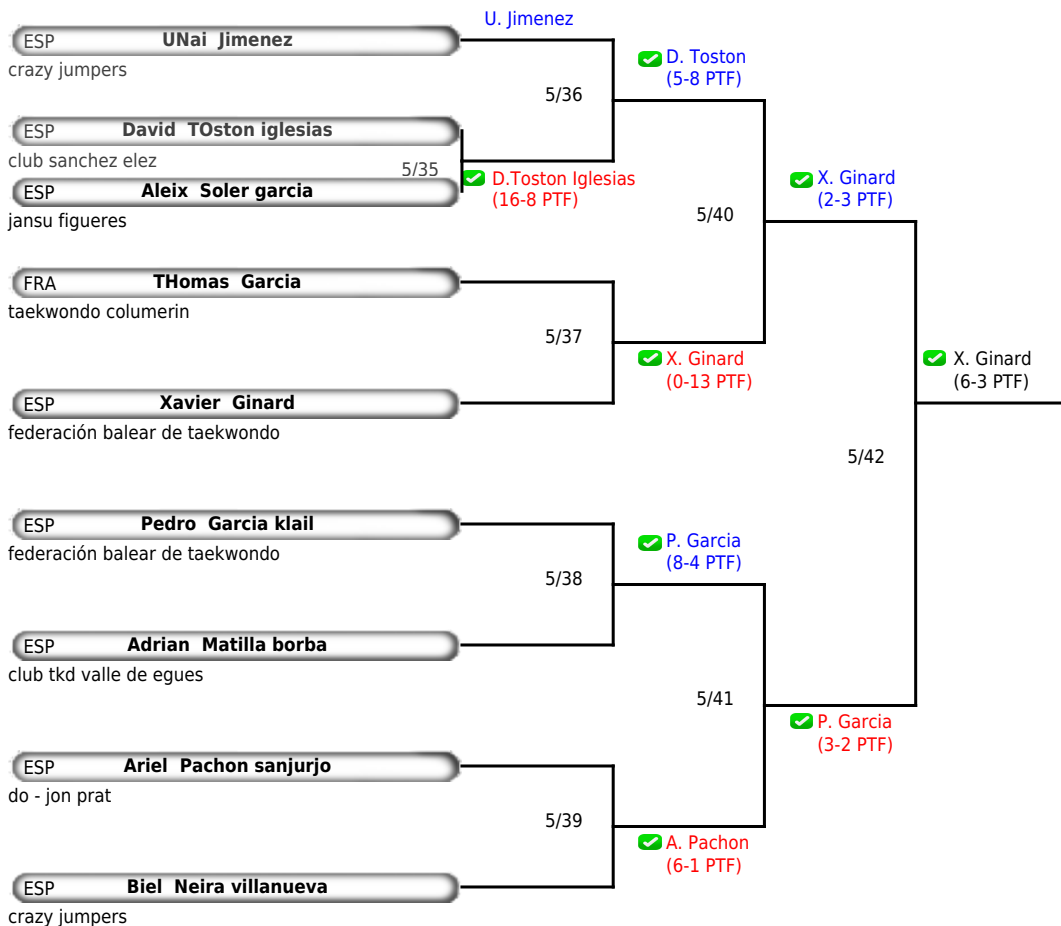 U. Jimenez
ESP UNai Jimenez
crazy jumpers
D. Toston
(5-8 PTF)
5/36
ESP David TOston iglesias
club sanchez elez
5/35
D.Toston Iglesias
(16-8 PTF)
ESP Aleix Soler garcia
jansu figueres
X. Ginard
(2-3 PTF)
5/40
FRA THomas Garcia
taekwondo columerin
5/37
X. Ginard
(0-13 PTF)
X. Ginard
(6-3 PTF)
ESP Xavier Ginard
federación balear de taekwondo
5/42
ESP Pedro Garcia klail
federación balear de taekwondo
P. Garcia
(8-4 PTF)
5/38
ESP Adrian Matilla borba
club tkd valle de egues
5/41
P. Garcia
(3-2 PTF)
ESP Ariel Pachon sanjurjo
do - jon prat
5/39
A. Pachon
(6-1 PTF)
ESP Biel Neira villanueva
crazy jumpers